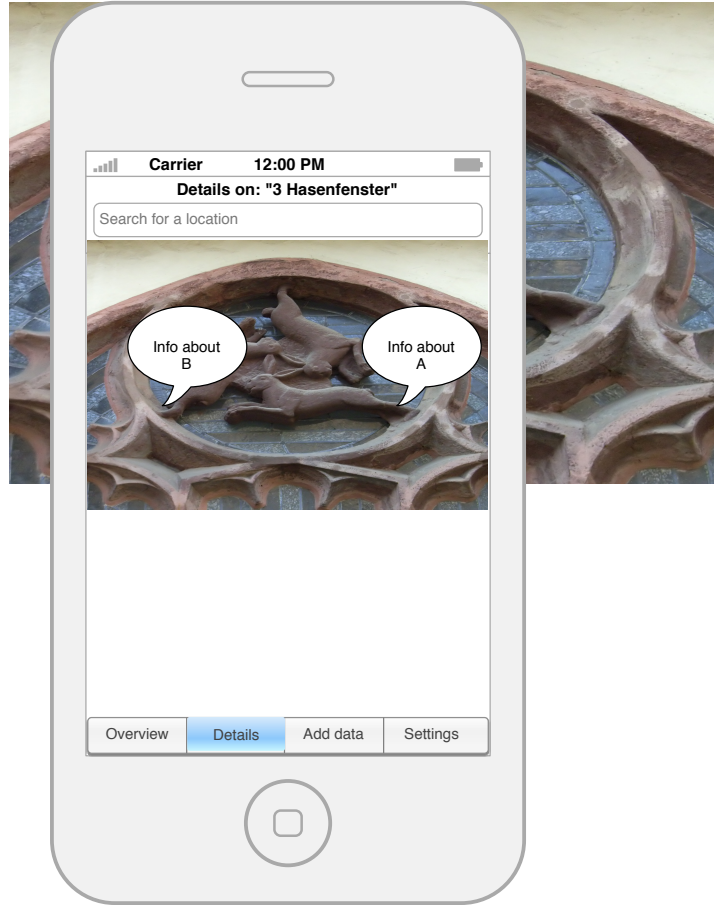 Carrier 12:00 PM
Details on: "3 Hasenfenster"
Search for a location
Info about
B
Info about
A
Overview Details Add data Settings